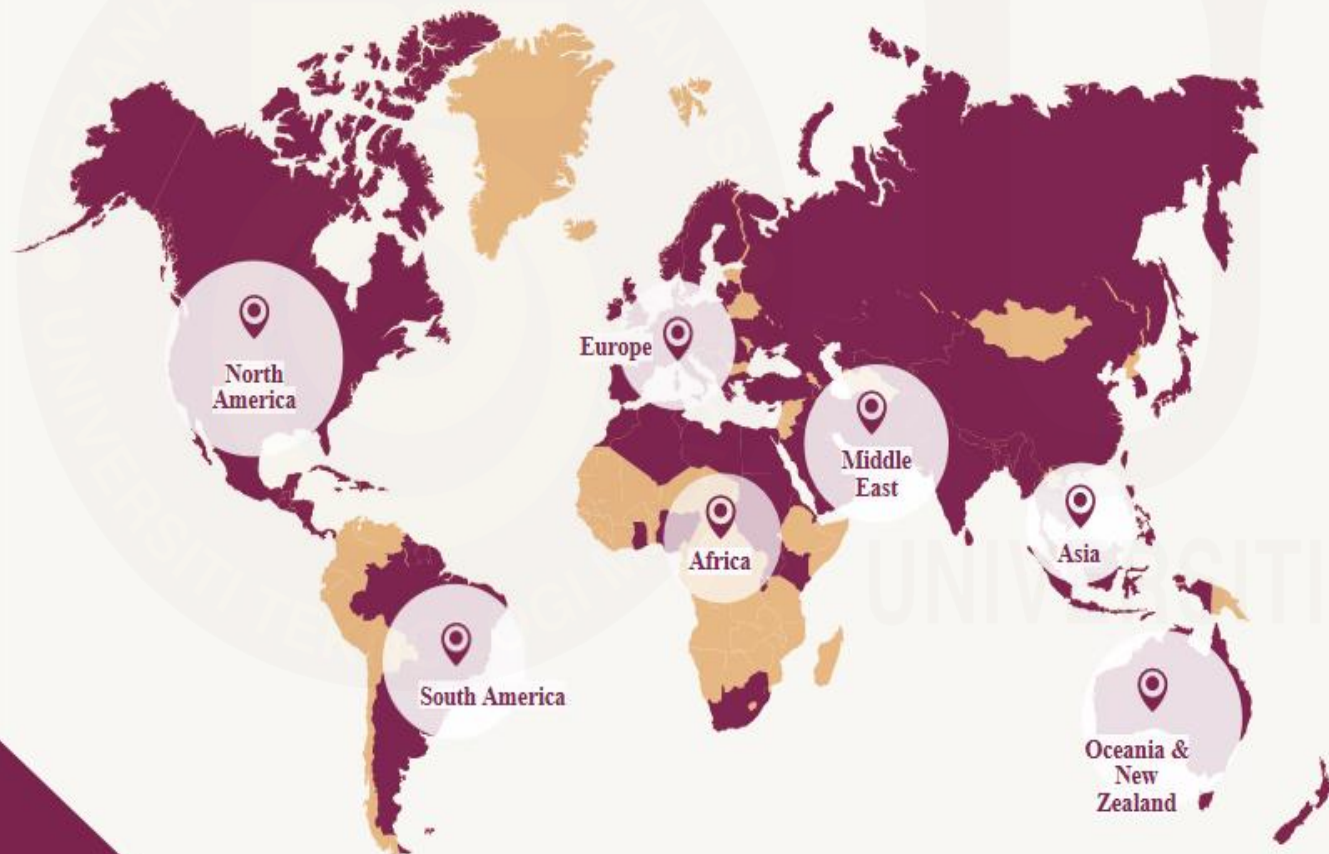 North
America
Europe
Middle
East
Africa
Asia
South America
Oceania &
New
Zealand
UNIVERSITI